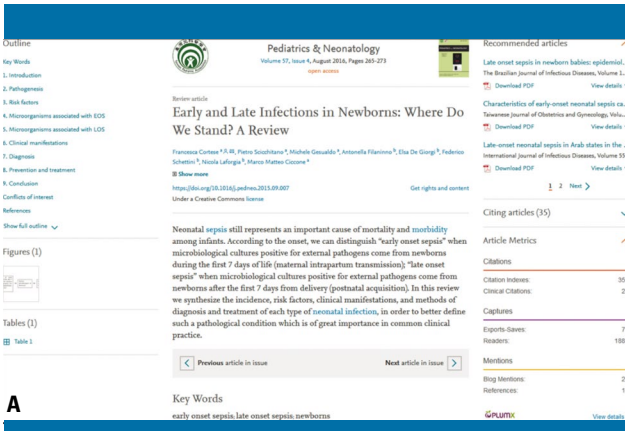 Outline
Key Words
1. Introduction
2. Pathogenesis
3. Risk factors
4. Microorganisms associated with EOS
5. Microorganisms associated with LOS
6. Clinical manifestations
7. Diagnosis
8. Prevention and treatment
9. Conclusion
Conflicts of interest
References
Show full outline
Figures (1)
Tables (1)
Table 1
Pediatrics & Neonatology
Volume 57, Issue 4, August 2016, Pages 265-273
open access
Review article
Early and Late Infections in Newborns: Where Do
We Stand? A Review
Francesca Cortese a, Pietro Scicchitano a, Michele Gesualdo a, Antonella Filaninno b, Elsa De Giorgi b, Federico
Schettini b, Nicola Laforgia b, Marco Matteo Ciccone a
Show more
https://doi.org/10.1016/j.pedneo.2015.09.007
Get rights and content
Under a Creative Commons license
Neonatal sepsis still represents an important cause of mortality and morbidity
among infants. According to the onset, we can distinguish "early onset sepsis" when
microbiological cultures positive for external pathogens come from newborns
during the first 7 days of life (maternal intrapartum transmission); "late onset
sepsis" when microbiological cultures positive for external pathogens come from
newborns after the first 7 days from delivery (postnatal acquisition). In this review
we synthesize the incidence, risk factors, clinical manifestations, and methods of
diagnosis and treatment of each type of neonatal infection, in order to better define
such a pathological condition which is of great importance in common clinical
practice.
Previous article in issue
Next article in issue
Key Words
early onset sepsis; late onset sepsis; newborns
Recommended articles
Late onset sepsis in newborn babies: epidemiol...
The Brazilian Journal of Infectious Diseases, Volume 1...
Download PDF View details
Characteristics of early-onset neonatal sepsis ca...
Taiwanese Journal of Obstetrics and Gynecology, Volu...
Download PDF View details
Late-onset neonatal sepsis in Arab states in the ...
International Journal of Infectious Diseases, Volume 55
Download PDF View details
1 2 Next
Citing articles (35)
Article Metrics
Citations
Citation Indexes: 35
Clinical Citations: 2
Captures
Exports-Saves: 7
Readers: 188
Mentions
Blog Mentions: 2
References: 1
PLUMX View details
A